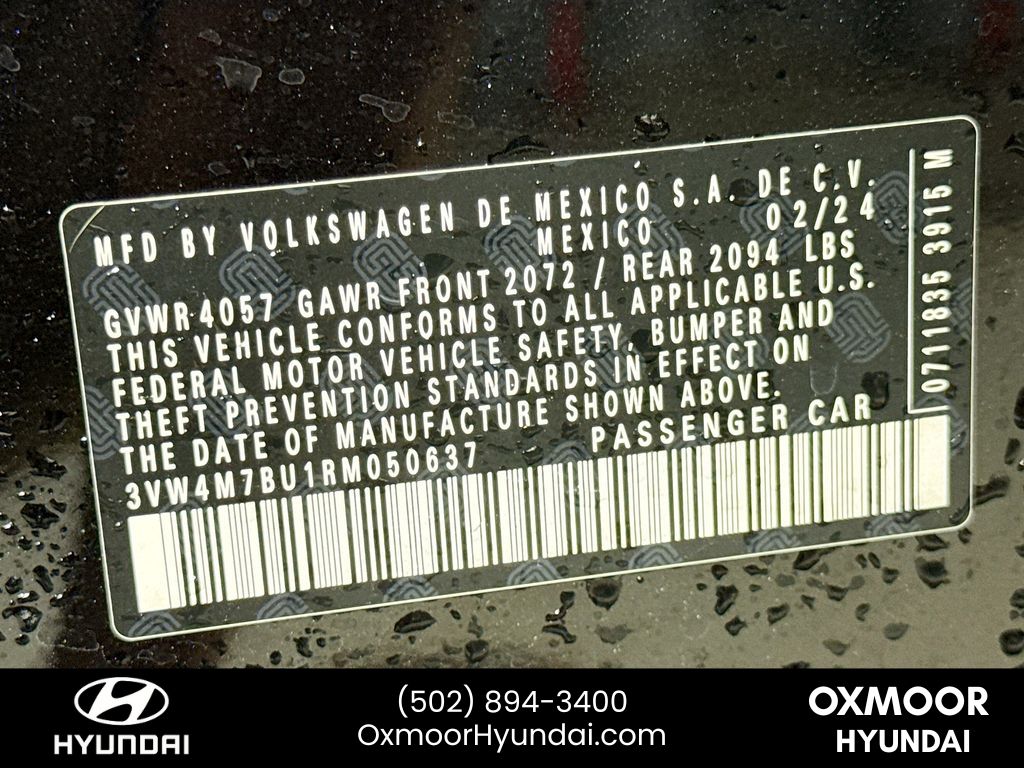 MFD BY VOLKSWAGEN DE MEXICO S.A. DE C.V.
MEXICO 02/24
GVWR 4057 GAWR FRONT 2072 / REAR 2094 LBS
THIS VEHICLE CONFORMS TO ALL APPLICABLE U.S.
FEDERAL MOTOR VEHICLE SAFETY, BUMPER AND
THEFT PREVENTION STANDARDS IN EFFECT ON
THE DATE OF MANUFACTURE SHOWN ABOVE.
3VW4M7BU1RM050637 PASSENGER CAR
0711835 3915 M
HYUNDAI
(502) 894-3400
OxmoorHyundai.com
OXMOOR
HYUNDAI